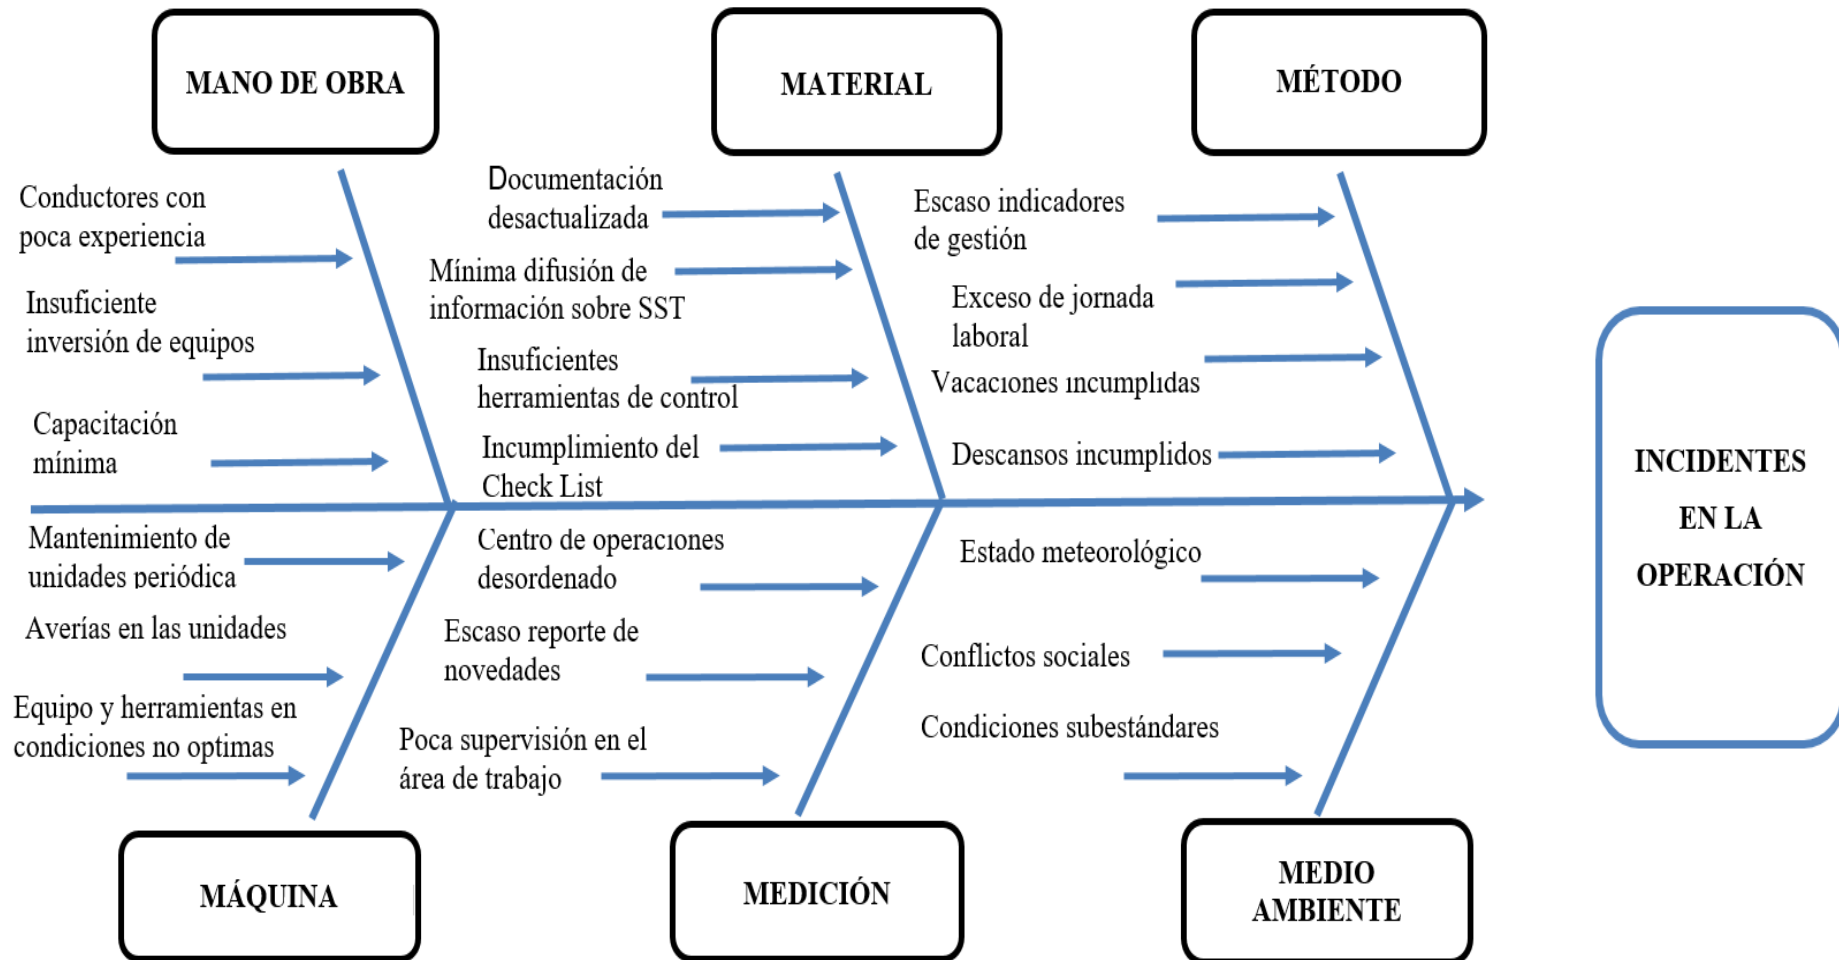 MANO DE OBRA
MATERIAL
MÉTODO
Conductores con
poca experiencia
Insuficiente
inversión de equipos
Capacitación
mínima
Documentación
desactualizada
Mínima difusión de
información sobre SST
Insuficientes
herramientas de control
Incumplimiento del
Check List
Escaso indicadores
de gestión
Exceso de jornada
laboral
Vacaciones incumplidas
Descansos incumplidos
INCIDENTES
EN LA
OPERACIÓN
Mantenimiento de
unidades periódica
Averías en las unidades
Equipo y herramientas en
condiciones no optimas
Centro de operaciones
desordenado
Escaso reporte de
novedades
Poca supervisión en el
área de trabajo
Estado meteorológico
Conflictos sociales
Condiciones subestándares
MÁQUINA
MEDICIÓN
MEDIO
AMBIENTE